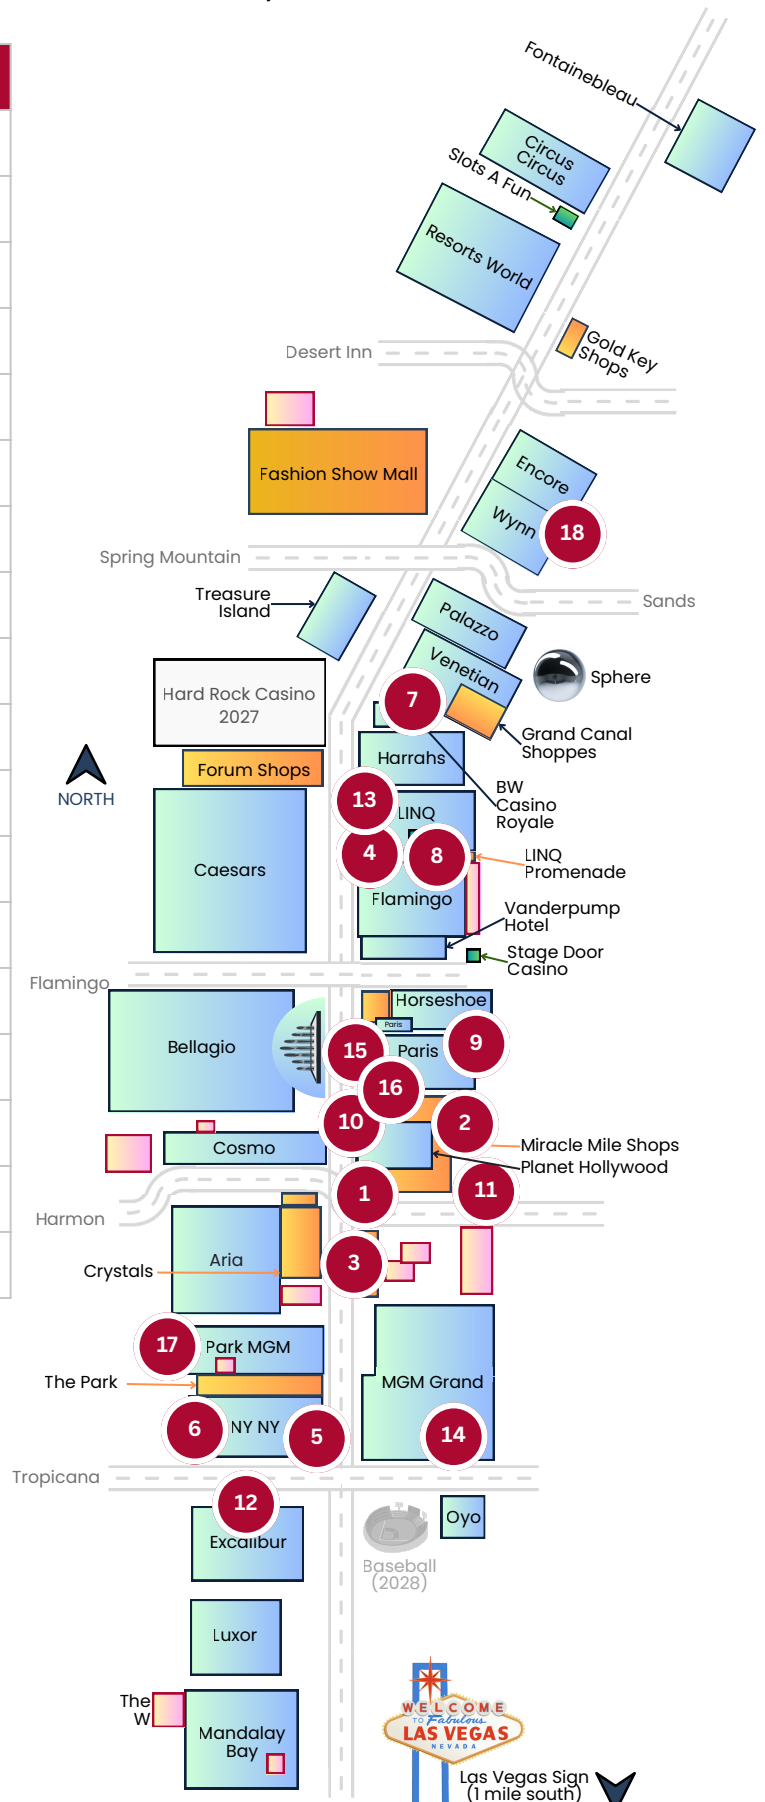 Fontainebleau
Circus
Circus
Slots A Fun
Resorts World
Gold Key
Shops
Desert Inn
Fashion Show Mall
Encore
Wynn
18
Spring Mountain
Treasure
Island
Sands
Palazzo
Venetian
Sphere
Hard Rock Casino
2027
7
Grand Canal
Shoppes
Forum Shops
Harrahs
NORTH
BW
Casino
Royale
13
LINQ
4
8
LINQ
Promenade
Caesars
Flamingo
Vanderpump
Hotel
Stage Door
Casino
Flamingo
Horseshoe
Paris
Bellagio
15
Paris
9
16
10
2
Cosmo
Miracle Mile Shops
Planet Hollywood
1
11
Harmon
Aria
3
Crystals
17
Park MGM
The Park
MGM Grand
6
NY NY
5
14
Tropicana
12
Excalibur
Oyo
Baseball
(2028)
Luxor
The
W
Mandalay
Bay
WELCOME
TO Fabulous
LAS VEGAS
NEVADA
Las Vegas Sign
(1 mile south)